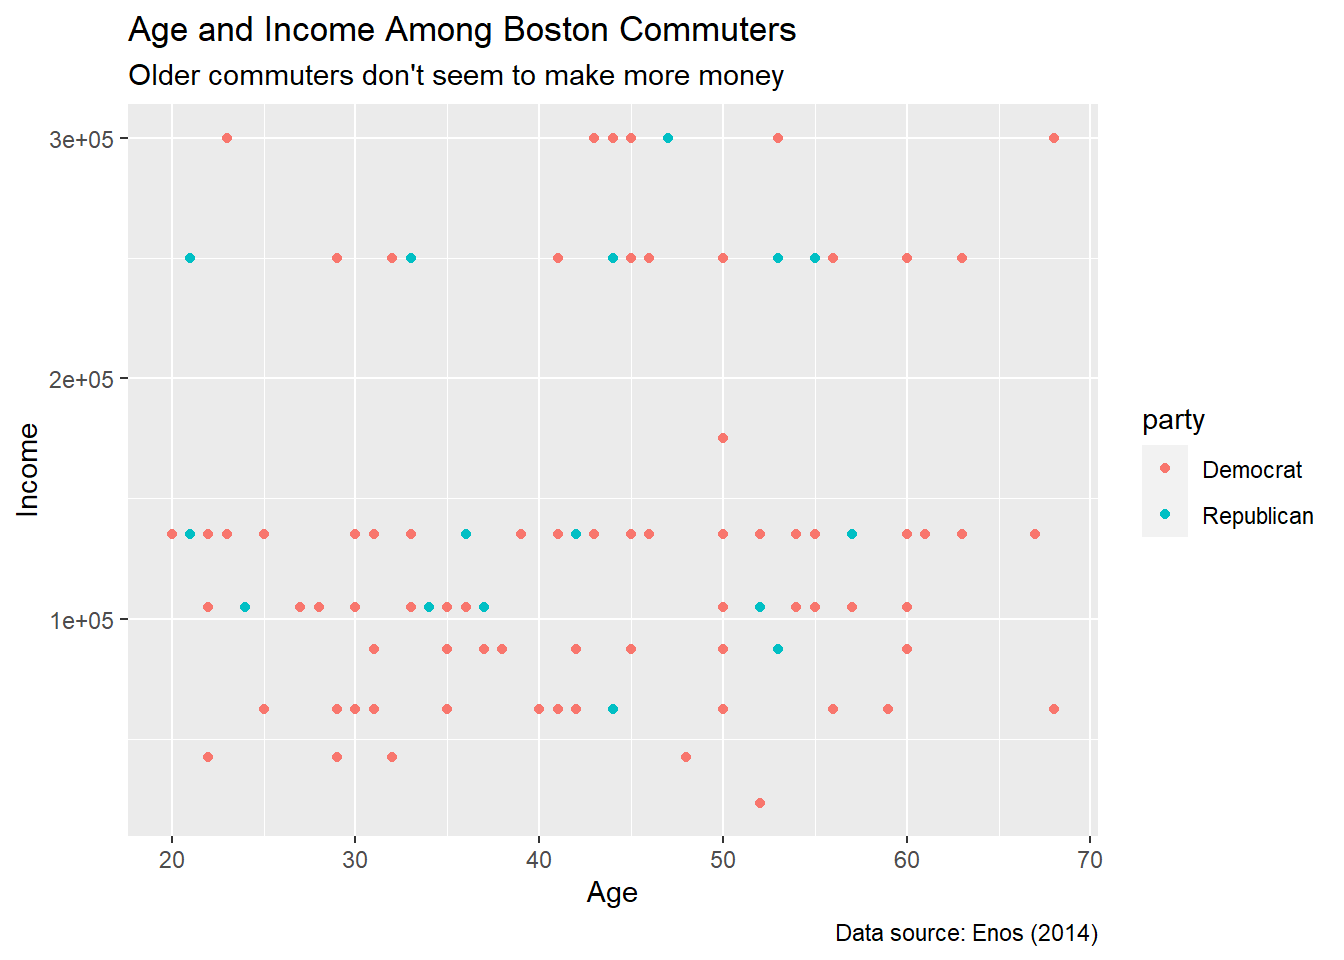 Age and Income Among Boston Commuters
Older commuters don't seem to make more money
3e+05
2e+05
1e+05
Income
20 30 40 50 60 70
Age
party
Democrat
Republican
Data source: Enos (2014)